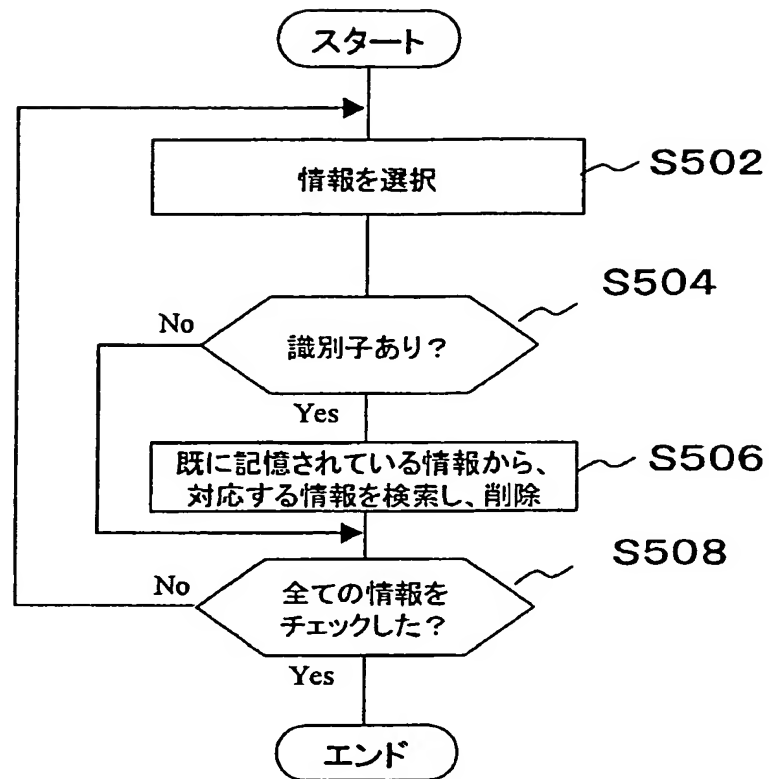 スタート
情報を選択
S502
S504
No
識別子あり？
Yes
既に記憶されている情報から、
対応する情報を検索し、削除
S506
S508
No
全ての情報を
チェックした？
Yes
エンド